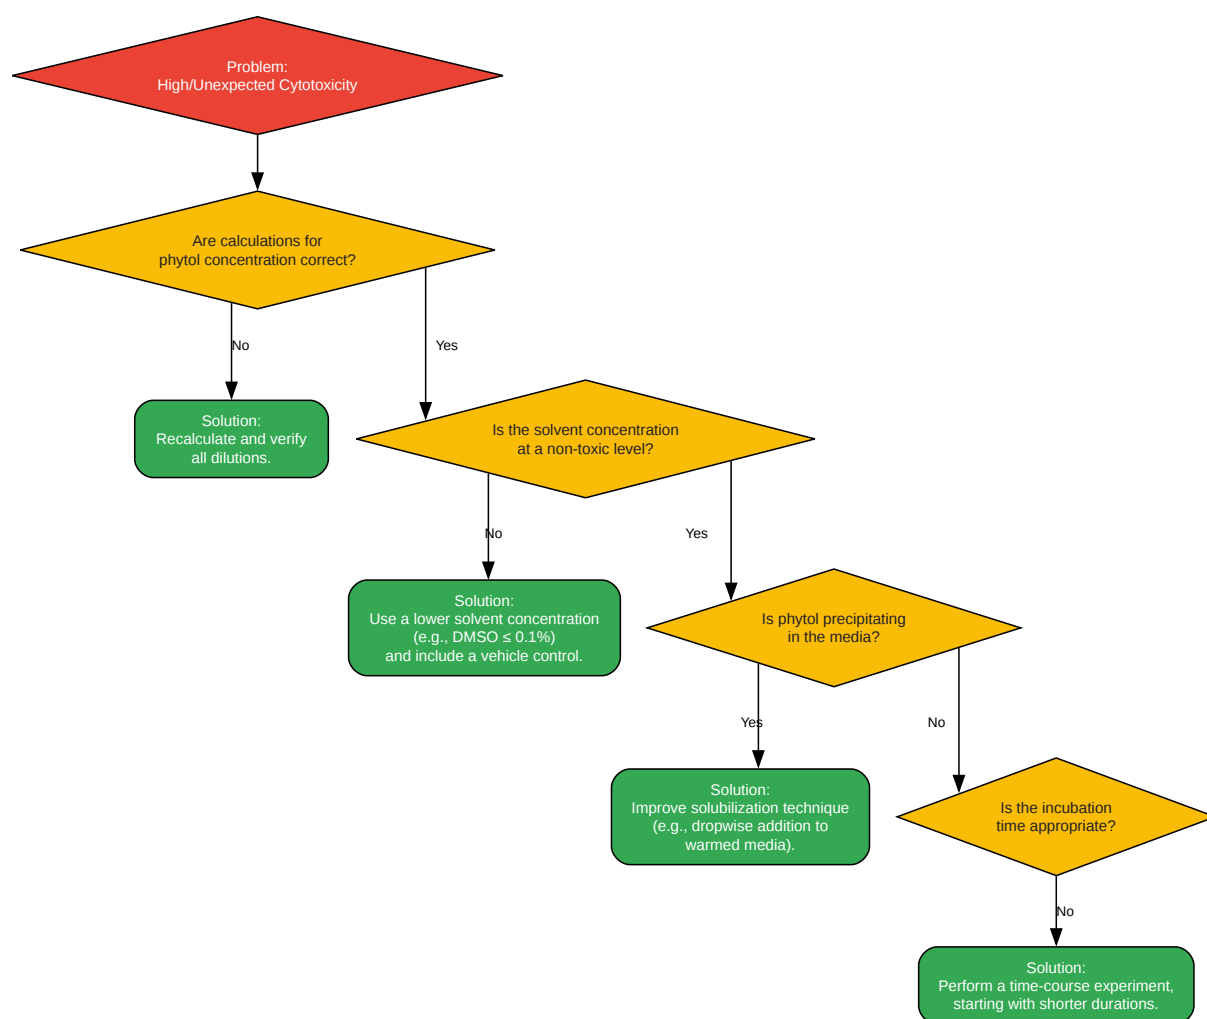 Problem:
High/Unexpected Cytotoxicity
Are calculations for
phytol concentration correct?
No
Yes
Solution:
Recalculate and verify
all dilutions.
Is the solvent concentration
at a non-toxic level?
No
Yes
Solution:
Use a lower solvent concentration
(e.g., DMSO ≤ 0.1%)
and include a vehicle control.
Is phytol precipitating
in the media?
Yes
No
Solution:
Improve solubilization technique
(e.g., dropwise addition to
warmed media).
Is the incubation
time appropriate?
No
Solution:
Perform a time-course experiment,
starting with shorter durations.